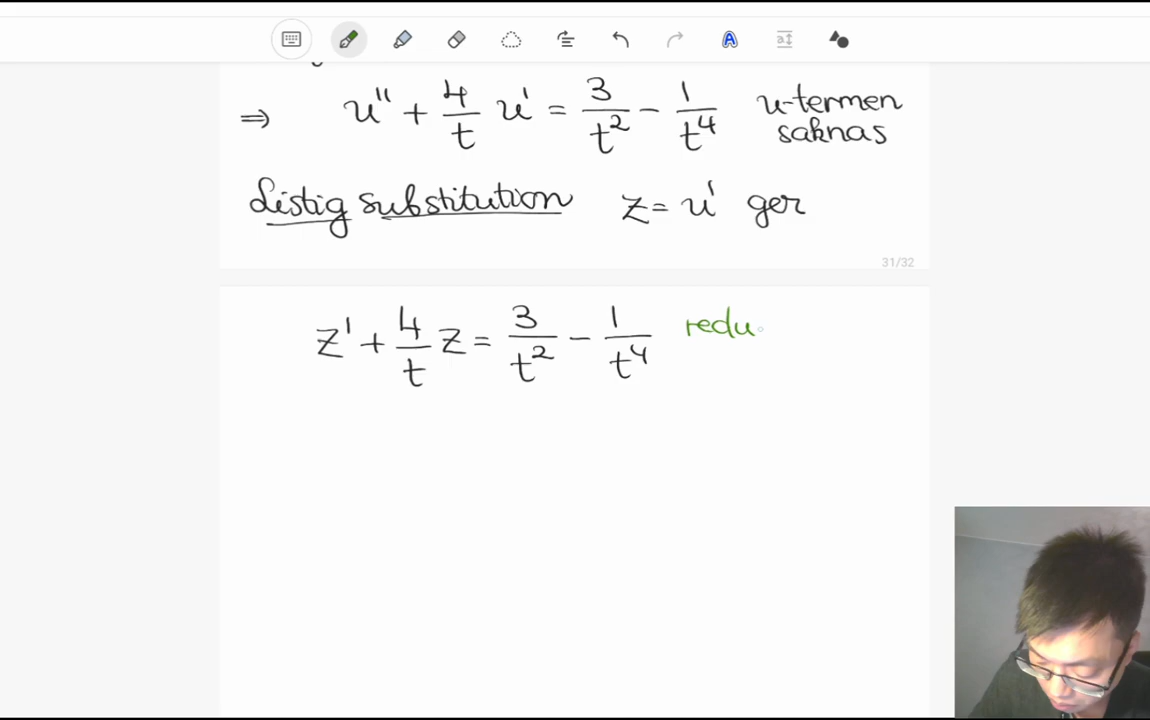 ⇒ u'' + 4/t u' = 3/t² − 1/t⁴ u-termen saknas
Listig substitution z = u' ger
31/32
z' + 4/t z = 3/t² − 1/t⁴ redu